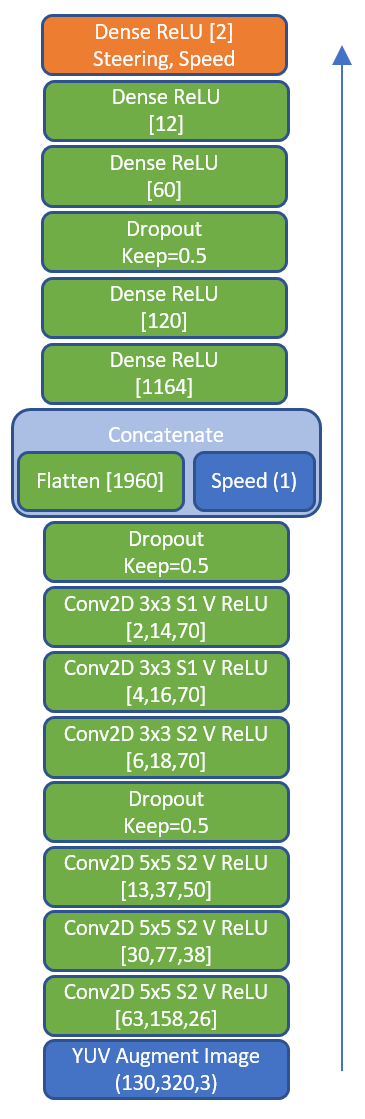 Dense ReLU [2]
Steering, Speed
Dense ReLU
[12]
Dense ReLU
[60]
Dropout
Keep=0.5
Dense ReLU
[120]
Dense ReLU
[1164]
Concatenate
Flatten [1960]
Speed (1)
Dropout
Keep=0.5
Conv2D 3x3 S1 V ReLU
[2,14,70]
Conv2D 3x3 S1 V ReLU
[4,16,70]
Conv2D 3x3 S2 V ReLU
[6,18,70]
Dropout
Keep=0.5
Conv2D 5x5 S2 V ReLU
[13,37,50]
Conv2D 5x5 S2 V ReLU
[30,77,38]
Conv2D 5x5 S2 V ReLU
[63,158,26]
YUV Augment Image
(130,320,3)